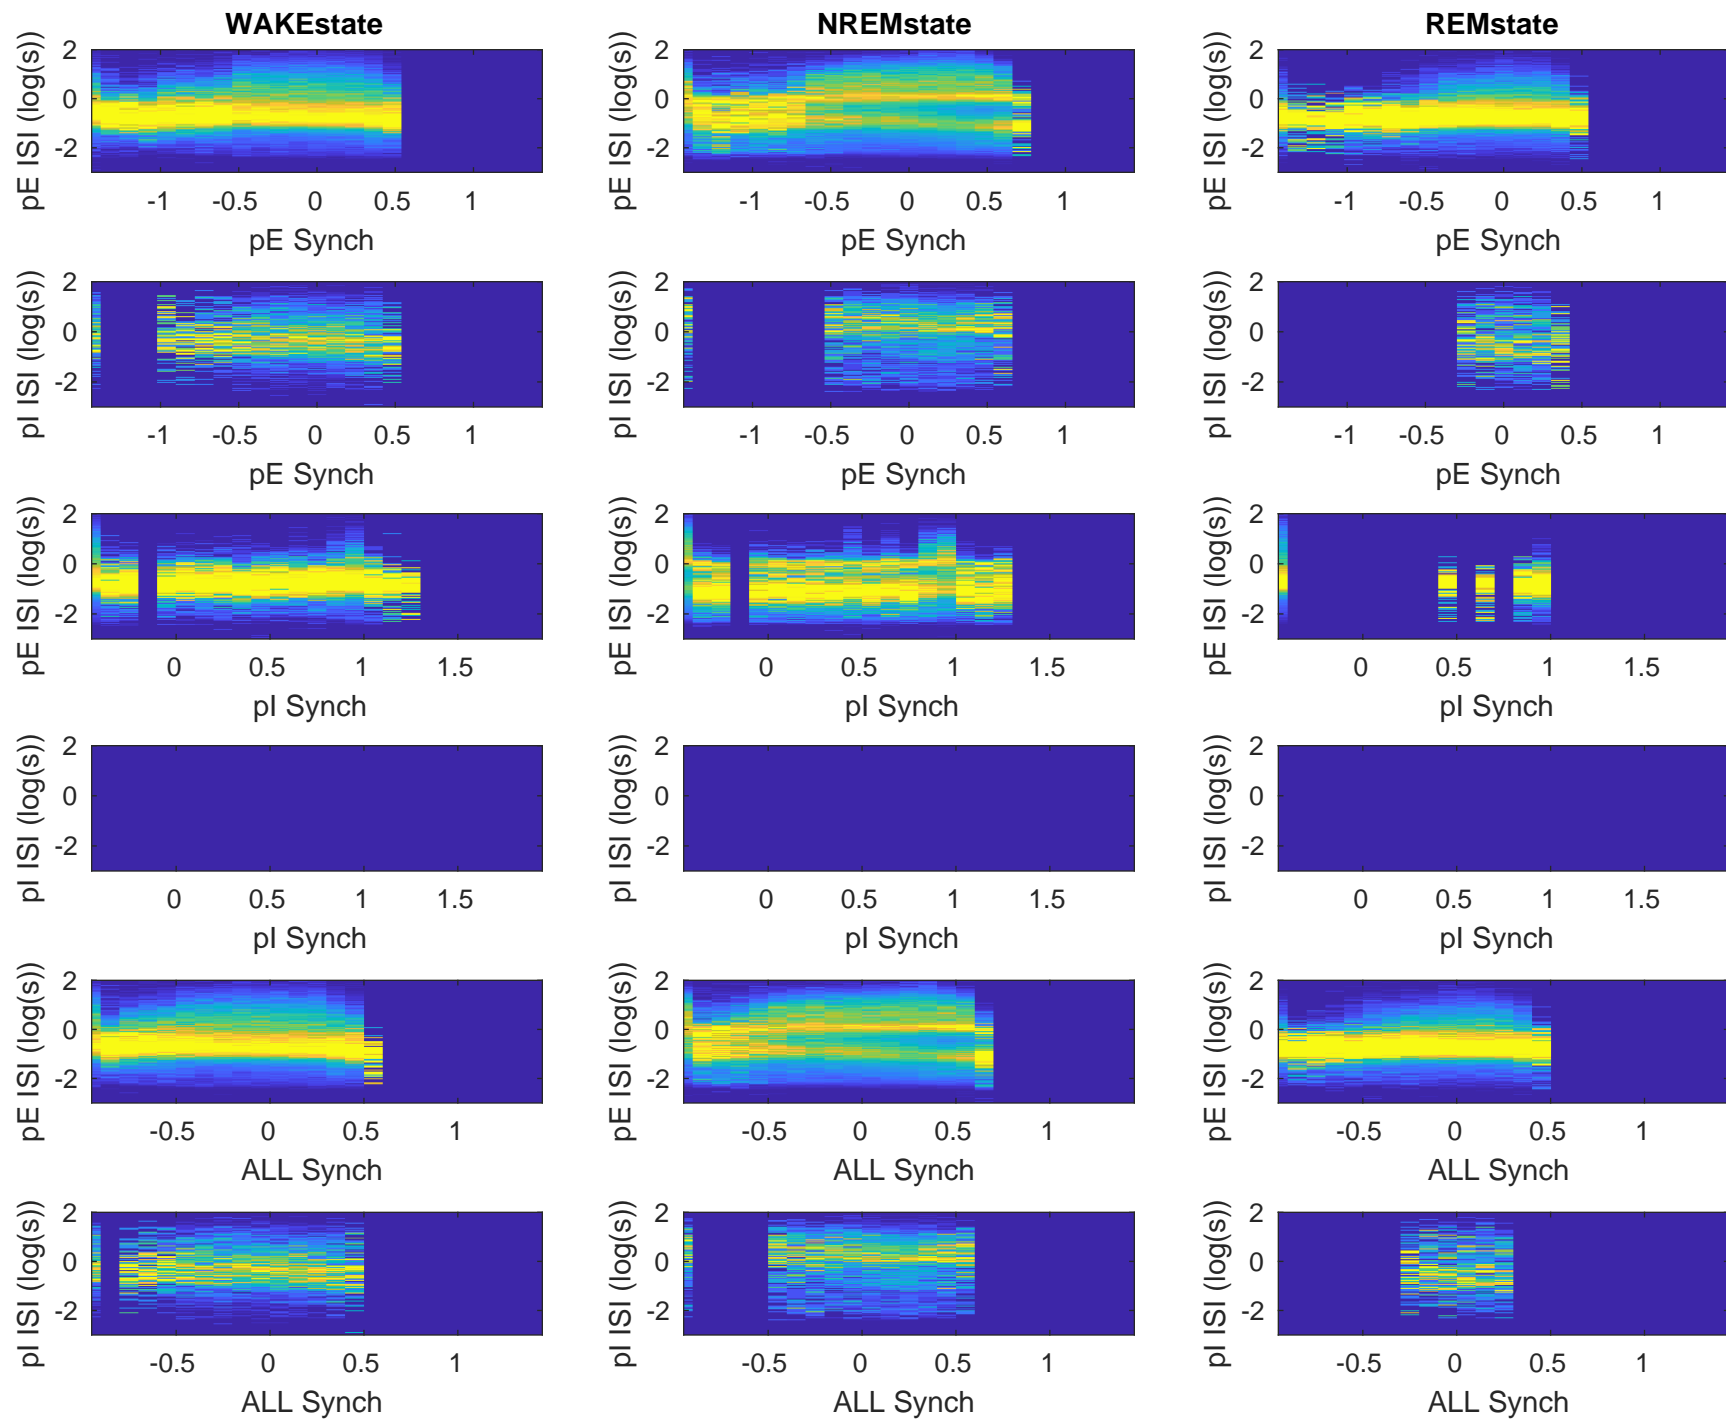 WAKEstate NREMstate REMstate
pE ISI (log(s)) 2 0 -2 pE ISI (log(s)) 2 0 -2 pE ISI (log(s)) 2 0 -2
-1 -0.5 0 0.5 1 -1 -0.5 0 0.5 1 -1 -0.5 0 0.5 1
pE Synch pE Synch pE Synch
pI ISI (log(s)) 2 0 -2 pI ISI (log(s)) 2 0 -2 pI ISI (log(s)) 2 0 -2
-1 -0.5 0 0.5 1 -1 -0.5 0 0.5 1 -1 -0.5 0 0.5 1
pE Synch pE Synch pE Synch
pE ISI (log(s)) 2 0 -2 pE ISI (log(s)) 2 0 -2 pE ISI (log(s)) 2 0 -2
0 0.5 1 1.5 0 0.5 1 1.5 0 0.5 1 1.5
pI Synch pI Synch pI Synch
pI ISI (log(s)) 2 0 -2 pI ISI (log(s)) 2 0 -2 pI ISI (log(s)) 2 0 -2
0 0.5 1 1.5 0 0.5 1 1.5 0 0.5 1 1.5
pI Synch pI Synch pI Synch
pE ISI (log(s)) 2 0 -2 pE ISI (log(s)) 2 0 -2 pE ISI (log(s)) 2 0 -2
-0.5 0 0.5 1 -0.5 0 0.5 1 -0.5 0 0.5 1
ALL Synch ALL Synch ALL Synch
pI ISI (log(s)) 2 0 -2 pI ISI (log(s)) 2 0 -2 pI ISI (log(s)) 2 0 -2
-0.5 0 0.5 1 -0.5 0 0.5 1 -0.5 0 0.5 1
ALL Synch ALL Synch ALL Synch